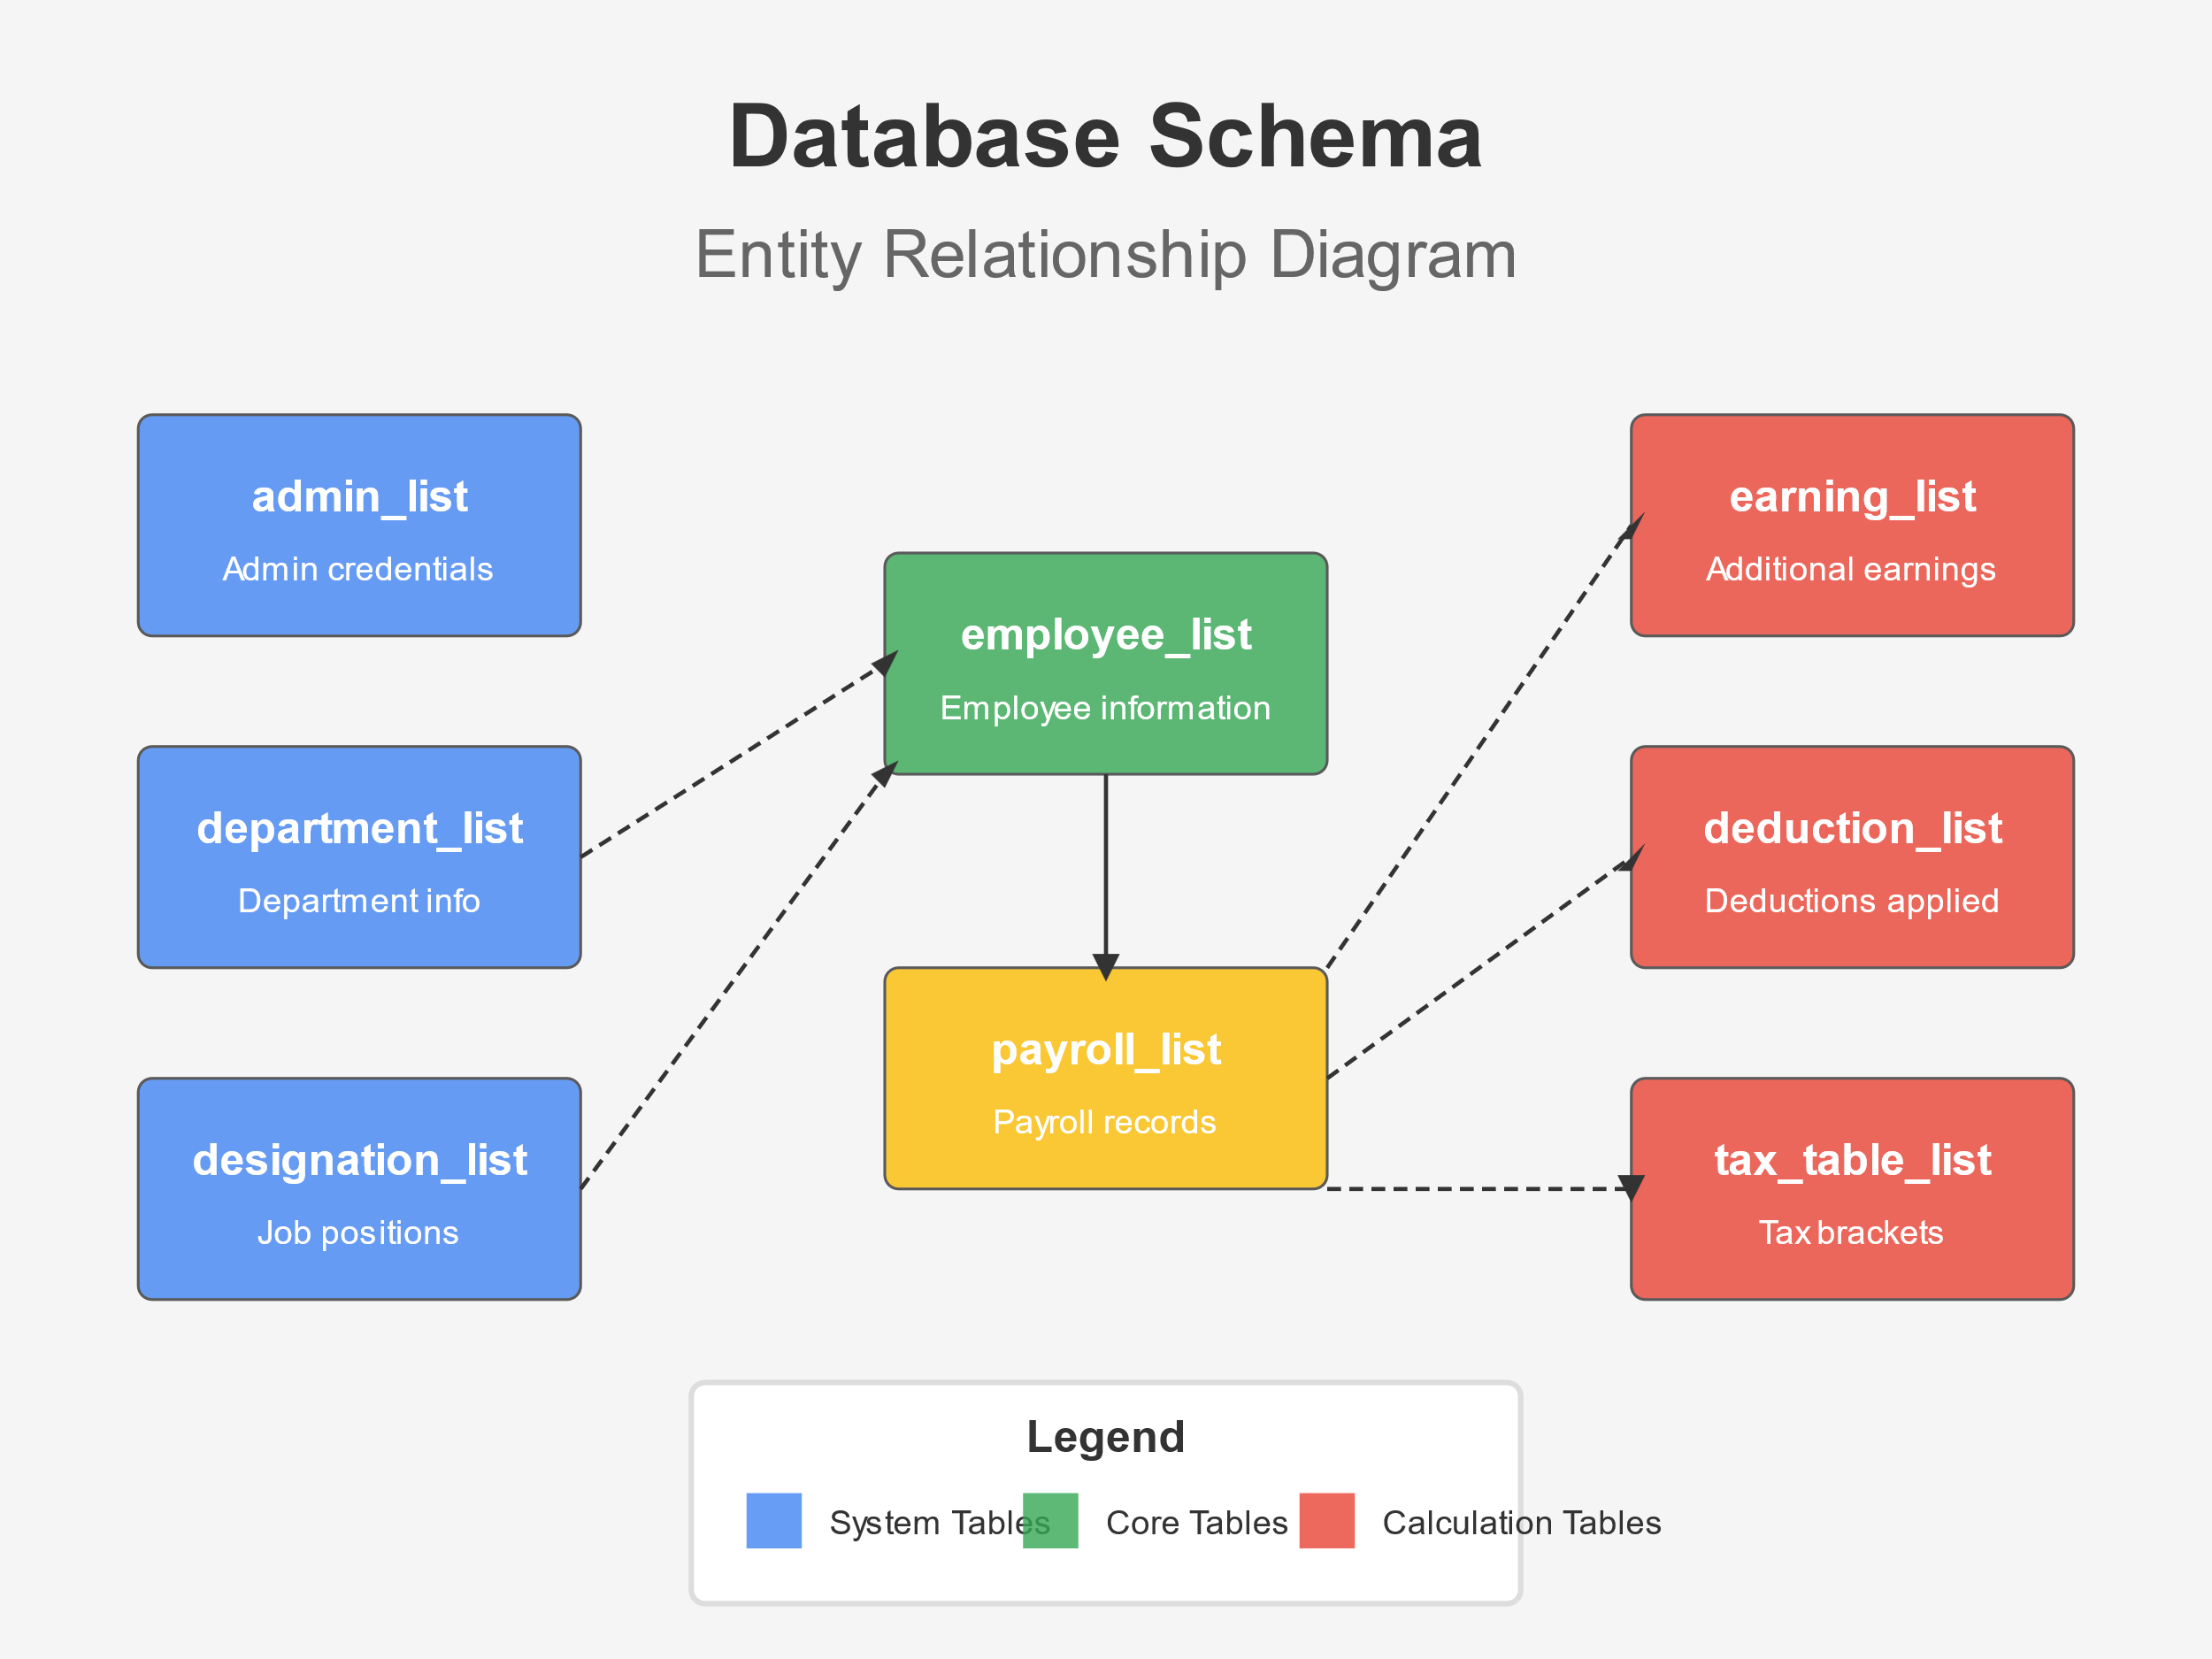 Database Schema
Entity Relationship Diagram
admin_list
Admin credentials
department_list
Department info
designation_list
Job positions
employee_list
Employee information
payroll_list
Payroll records
earning_list
Additional earnings
deduction_list
Deductions applied
tax_table_list
Tax brackets
Legend
System Tables
Core Tables
Calculation Tables